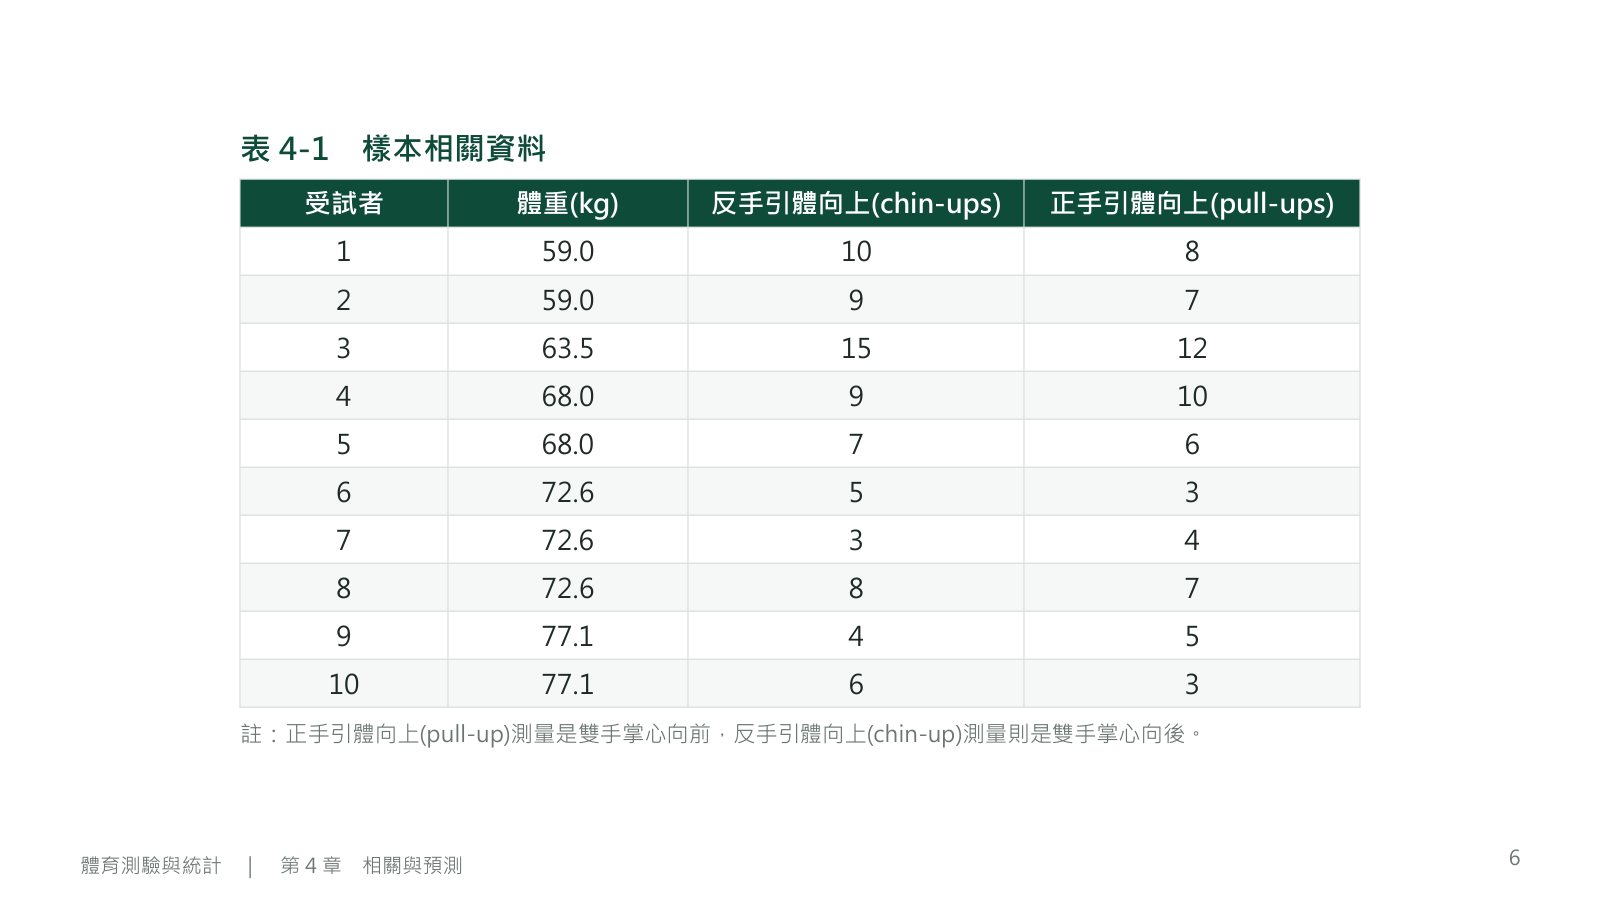 表 4-1　樣本相關資料
受試者 體重(kg) 反手引體向上(chin-ups) 正手引體向上(pull-ups)
1 59.0 10 8
2 59.0 9 7
3 63.5 15 12
4 68.0 9 10
5 68.0 7 6
6 72.6 5 3
7 72.6 3 4
8 72.6 8 7
9 77.1 4 5
10 77.1 6 3
註：正手引體向上(pull-up)測量是雙手掌心向前，反手引體向上(chin-up)測量則是雙手掌心向後。
體育測驗與統計　|　第 4 章　相關與預測
6